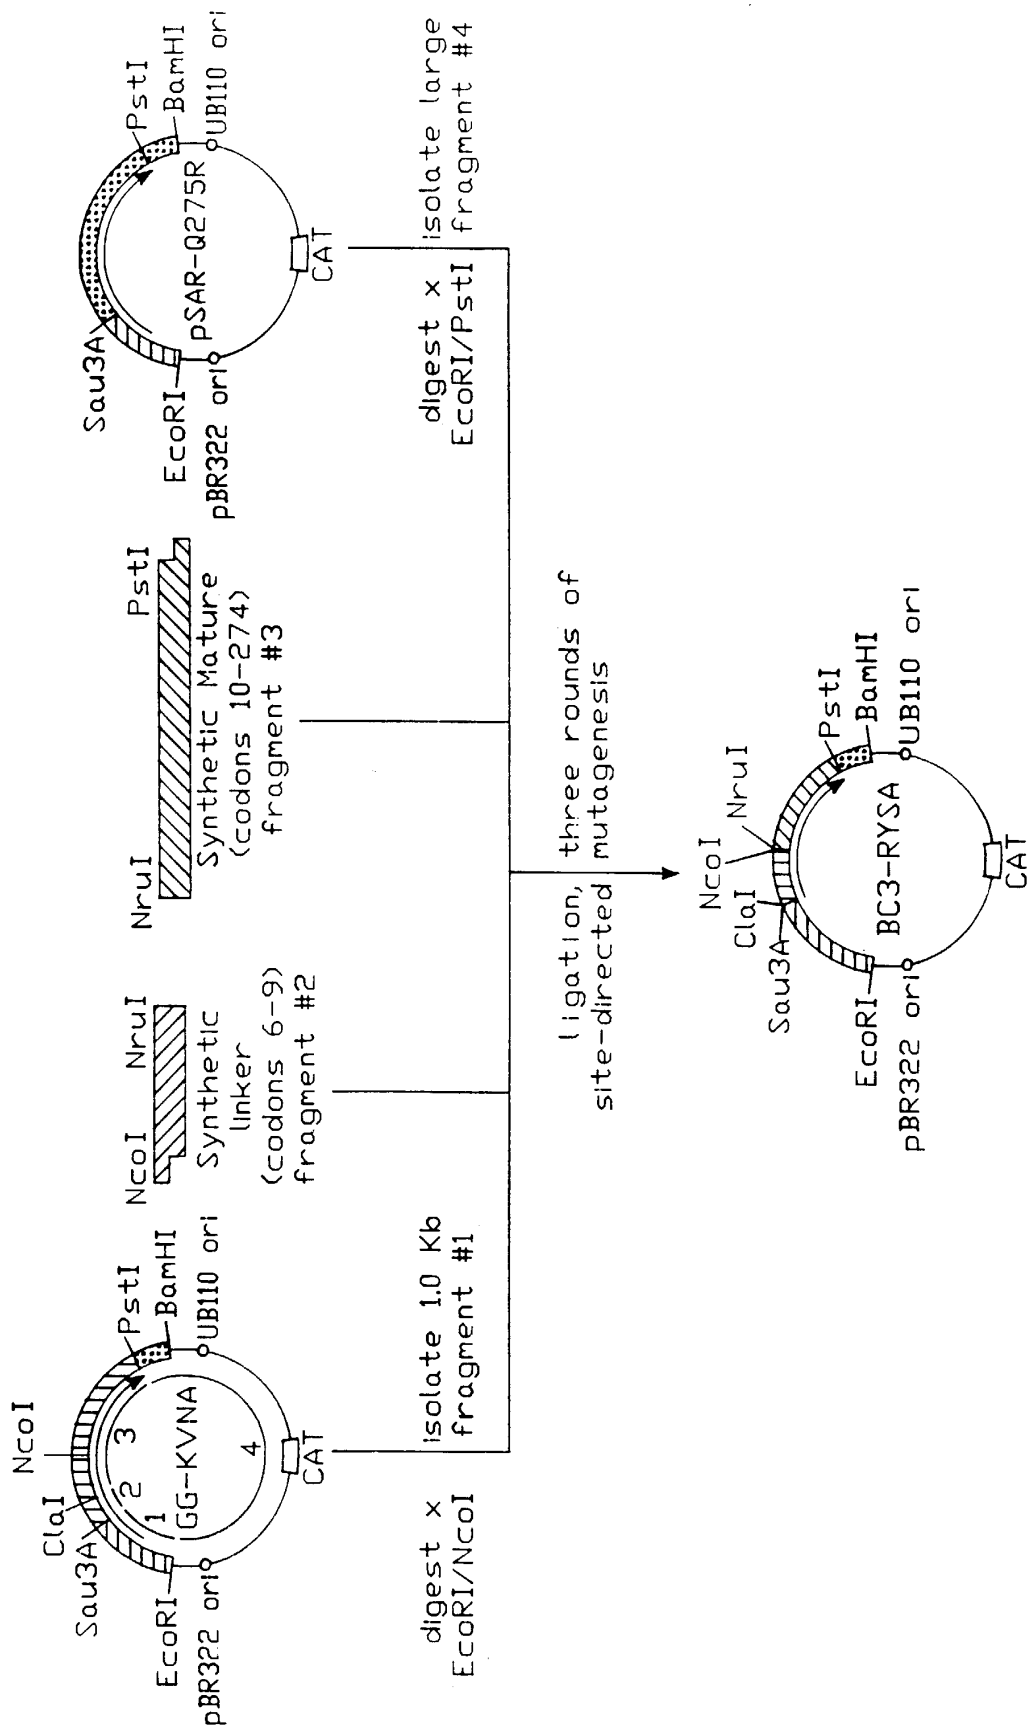 NcoI
ClaI
Sau3A
PstI
BamHI
EcoRI
UB110 ori
pBR322 ori
1
2
3
4
GG-KVNA
CAT
digest x
EcoRI/NcoI
isolate 1.0 Kb
fragment #1
NcoI
NruI
Synthetic
linker
(codons 6-9)
fragment #2
NruI
PstI
Synthetic Mature
(codons 10-274)
fragment #3
Sau3A
PstI
BamHI
EcoRI
UB110 ori
pBR322 ori
pSAR-Q275R
CAT
digest x
EcoRI/PstI
isolate large
fragment #4
ligation, three rounds of
site-directed mutagenesis
NcoI
NruI
ClaI
Sau3A
PstI
BamHI
EcoRI
UB110 ori
pBR322 ori
BC3-RYSA
CAT